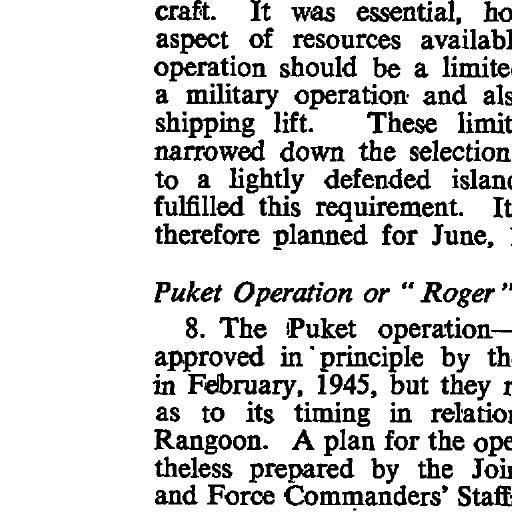 craft. It was essential, ho
aspect of resources availabl
operation should be a limite
a military operation and als
shipping lift. These limit
narrowed down the selection
to a lightly defended islan
fulfilled this requirement. It
therefore planned for June,
Puket Operation or " Roger "
8. The Puket operation—
approved in principle by th
in February, 1945, but they r
as to its timing in relation
Rangoon. A plan for the ope
theless prepared by the Joi
and Force Commanders' Staff